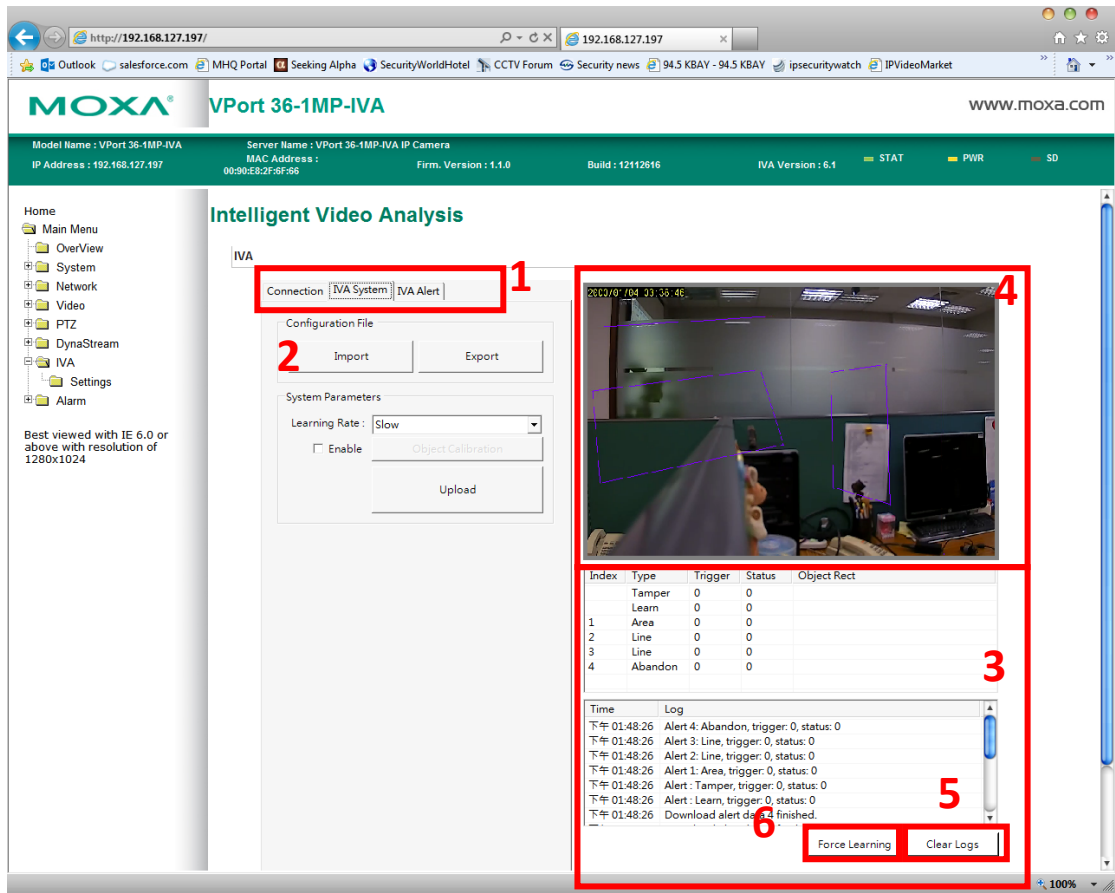 http://192.168.127.197/
192.168.127.197
Outlook salesforce.com MHQ Portal Seeking Alpha SecurityWorldHotel CCTV Forum Security news 94.5 KBAY - 94.5 KBAY ipsecuritywatch IPVideoMarket
MOXA®
VPort 36-1MP-IVA
www.moxa.com
Model Name : VPort 36-1MP-IVA
Server Name : VPort 36-1MP-IVA IP Camera
IP Address : 192.168.127.197
MAC Address :
00:90:E8:2F:6F:66
Firm. Version : 1.1.0
Build : 12112616
IVA Version : 6.1
STAT
PWR
SD
Home
Main Menu
OverView
System
Network
Video
PTZ
DynaStream
IVA
Settings
Alarm
Best viewed with IE 6.0 or
above with resolution of
1280x1024
Intelligent Video Analysis
IVA
1
Connection IVA System IVA Alert
Configuration File
2
Import Export
System Parameters
Learning Rate : Slow
Enable Object Calibration
Upload
4
Index Type Trigger Status Object Rect
Tamper 0 0
Learn 0 0
1 Area 0 0
2 Line 0 0
3 Line 0 0
4 Abandon 0 0
3
Time Log
下午 01:48:26 Alert 4: Abandon, trigger: 0, status: 0
下午 01:48:26 Alert 3: Line, trigger: 0, status: 0
下午 01:48:26 Alert 2: Line, trigger: 0, status: 0
下午 01:48:26 Alert 1: Area, trigger: 0, status: 0
下午 01:48:26 Alert : Tamper, trigger: 0, status: 0
下午 01:48:26 Alert : Learn, trigger: 0, status: 0
下午 01:48:26 Download alert data 4 finished.
5
6
Force Learning Clear Logs
100%